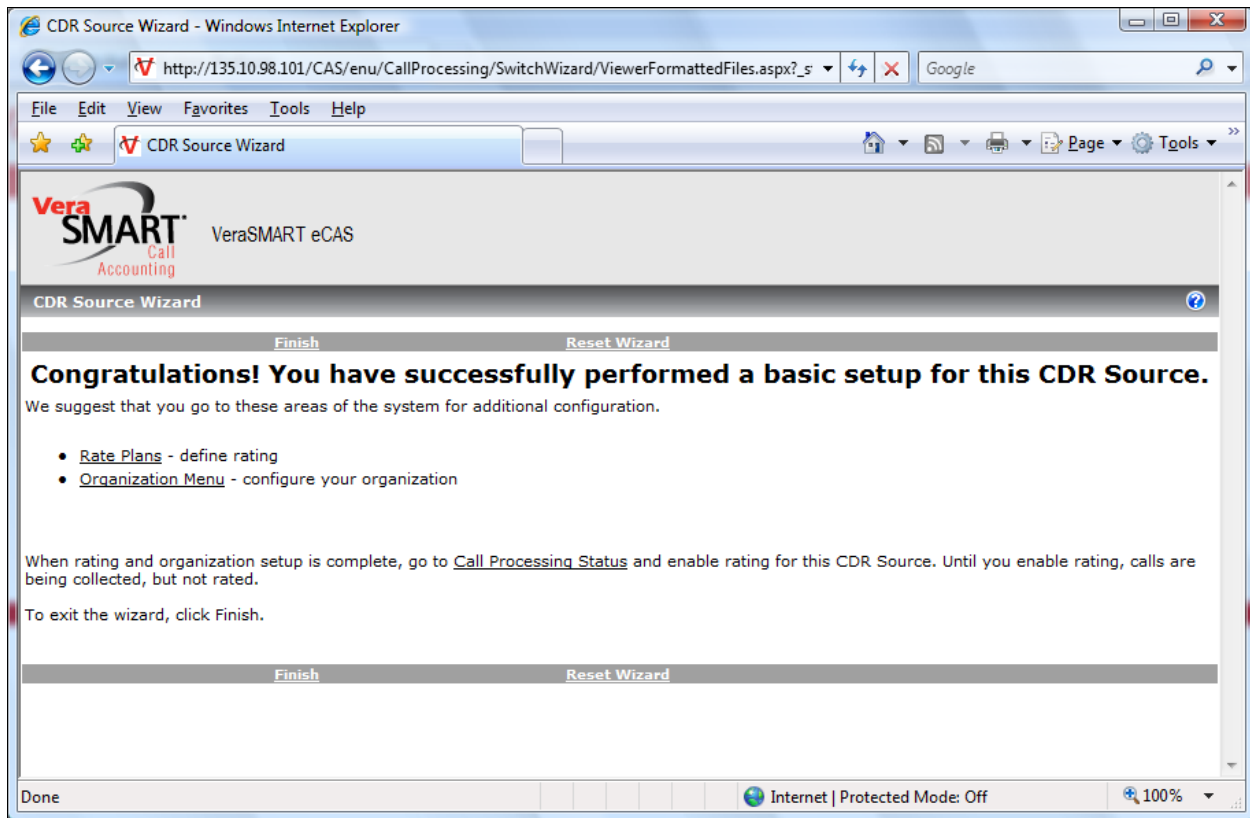 CDR Source Wizard - Windows Internet Explorer
http://135.10.98.101/CAS/enu/CallProcessing/SwitchWizard/ViewerFormattedFiles.aspx?_s
Google
File Edit View Favorites Tools Help
CDR Source Wizard
Page Tools
Vera
SMART
Call
Accounting
VeraSMART eCAS
CDR Source Wizard
Finish Reset Wizard
Congratulations! You have successfully performed a basic setup for this CDR Source.
We suggest that you go to these areas of the system for additional configuration.
• Rate Plans - define rating
• Organization Menu - configure your organization
When rating and organization setup is complete, go to Call Processing Status and enable rating for this CDR Source. Until you enable rating, calls are
being collected, but not rated.
To exit the wizard, click Finish.
Finish Reset Wizard
Done
Internet | Protected Mode: Off
100%